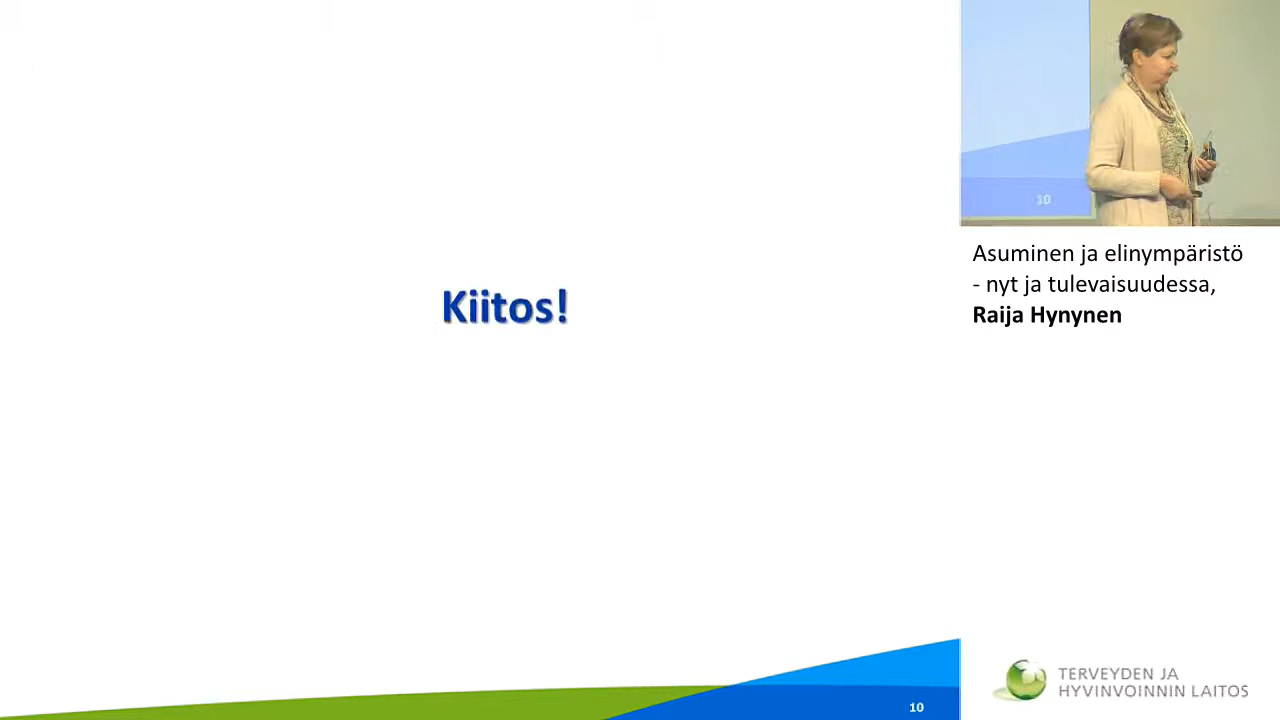 Kiitos!
10
10
Asuminen ja elinympäristö
- nyt ja tulevaisuudessa,
Raija Hynynen
TERVEYDEN JA
HYVINVOINNIN LAITOS